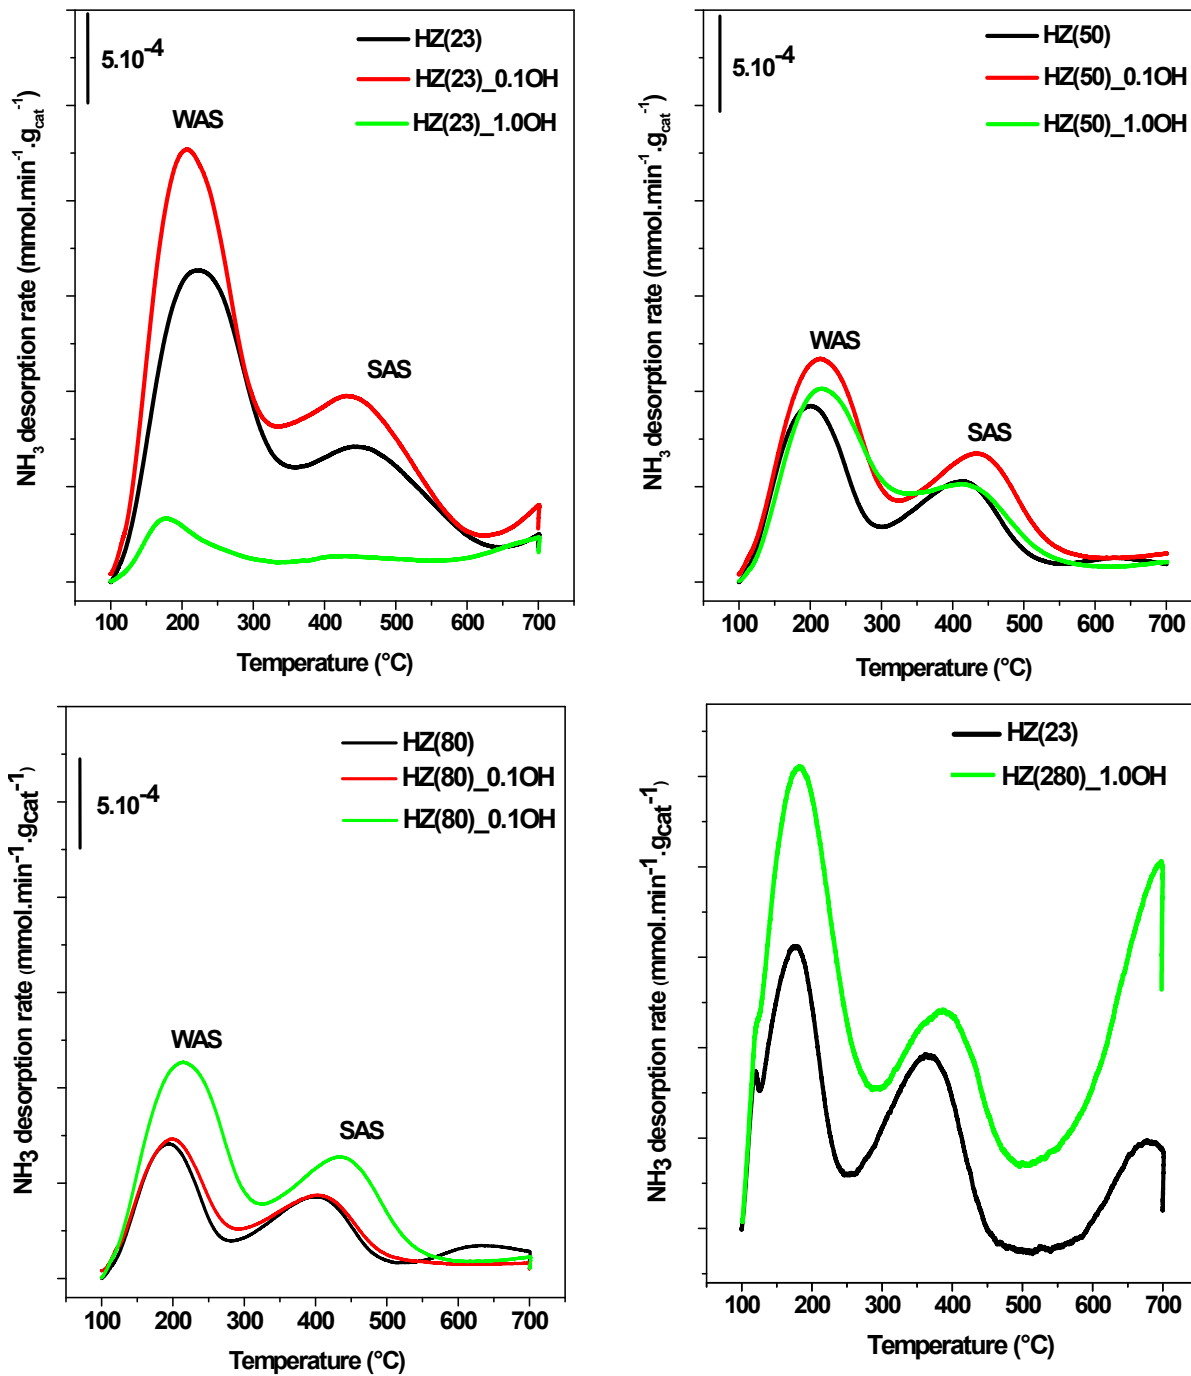 HZ(23)
HZ(23)_0.1OH
HZ(23)_1.0OH
5.10⁻⁴
WAS
SAS
NH₃ desorption rate (mmol.min⁻¹.g_cat⁻¹)
100 200 300 400 500 600 700
Temperature (°C)
HZ(50)
HZ(50)_0.1OH
HZ(50)_1.0OH
5.10⁻⁴
WAS
SAS
NH₃ desorption rate (mmol.min⁻¹.g_cat⁻¹)
100 200 300 400 500 600 700
Temperature (°C)
HZ(80)
HZ(80)_0.1OH
HZ(80)_0.1OH
5.10⁻⁴
WAS
SAS
NH3 desorption rate (mmol.min⁻¹.gcat⁻¹)
100 200 300 400 500 600 700
Temperature (°C)
HZ(23)
HZ(280)_1.0OH
NH3 desorption rate (mmol.min⁻¹.gcat⁻¹)
100 200 300 400 500 600 700
Temperature (°C)